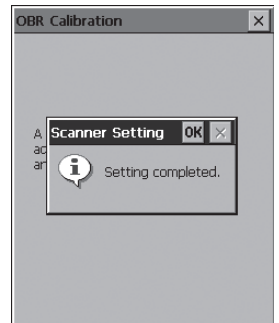 OBR Calibration
A
Scanner Setting OK
ac
ar
Setting completed.